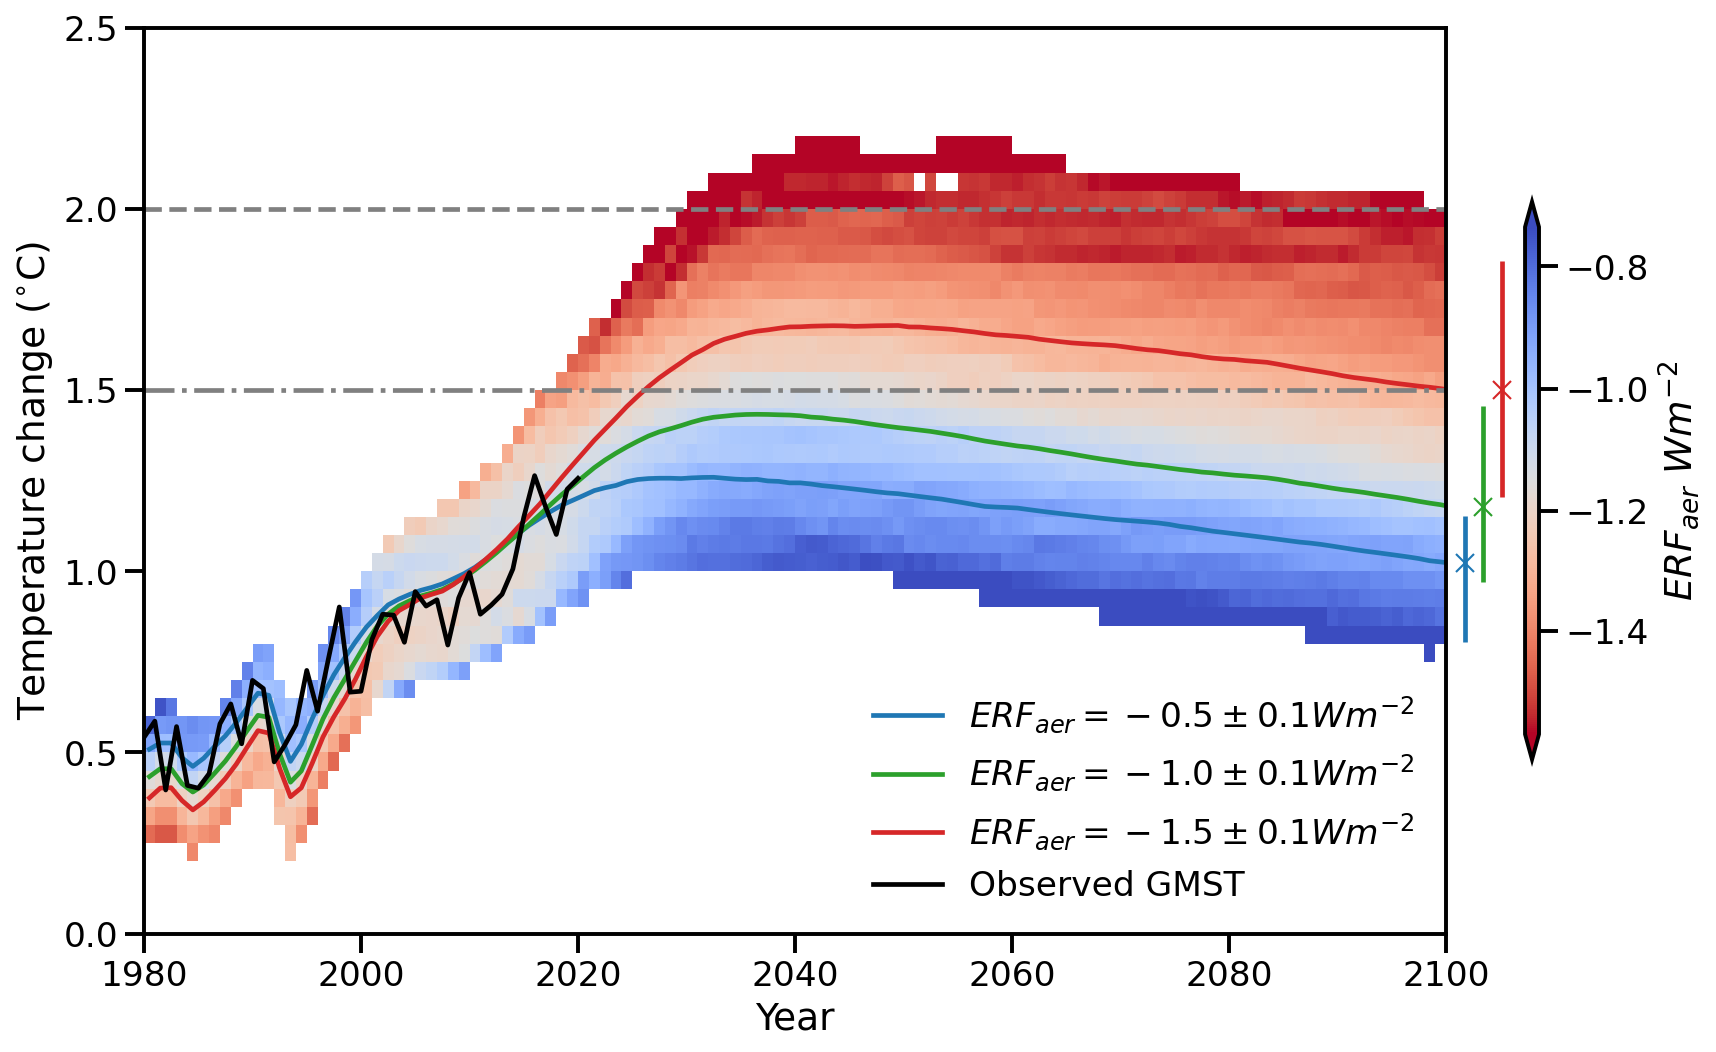 2.5
2.0
1.5
1.0
0.5
0.0
Temperature change (°C)
1980 2000 2020 2040 2060 2080 2100
Year
ERF_aer = − 0.5 ± 0.1Wm⁻²
ERF_aer = − 1.0 ± 0.1Wm⁻²
ERF_aer = − 1.5 ± 0.1Wm⁻²
Observed GMST
−0.8
−1.0
−1.2
−1.4
ERF_aer Wm⁻²